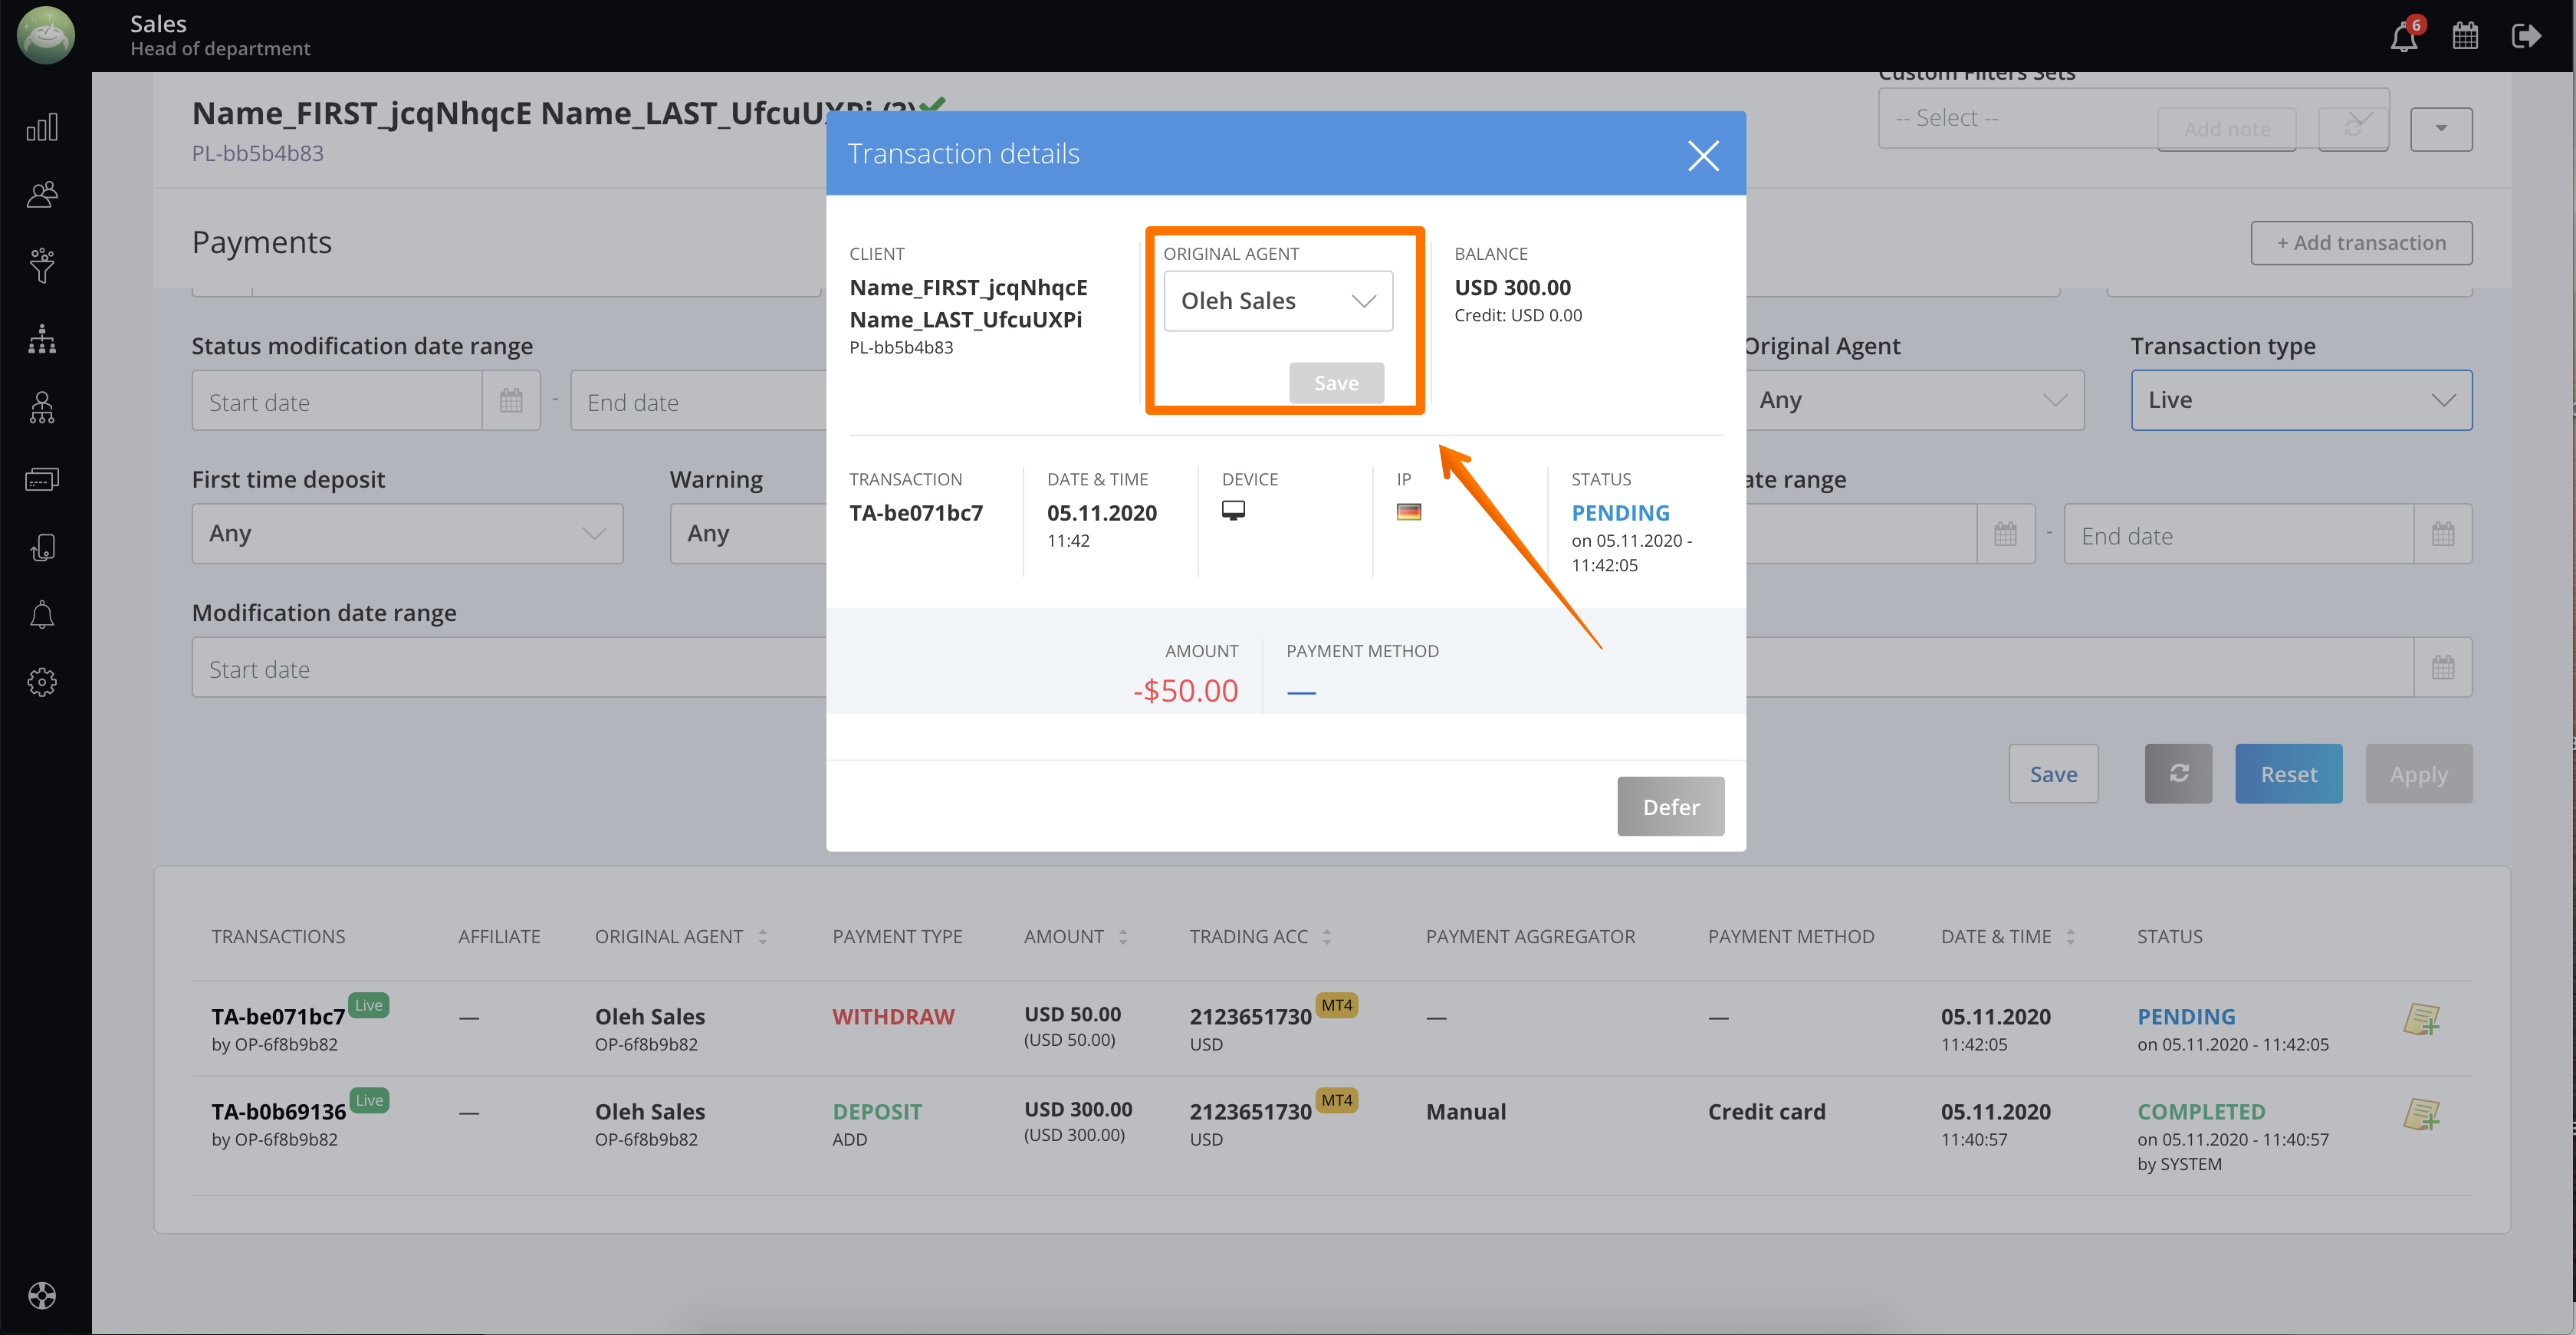 Sales
Head of department
6
Custom Filters Sets
Name_FIRST_jcqNhqcE Name_LAST_UfcuUXPi (?)
-- Select --
Add note
PL-bb5b4b83
Transaction details
Payments
+ Add transaction
CLIENT
Name_FIRST_jcqNhqcE
Name_LAST_UfcuUXPi
PL-bb5b4b83
ORIGINAL AGENT
Oleh Sales
Save
BALANCE
USD 300.00
Credit: USD 0.00
Status modification date range
Start date
-
End date
Original Agent
Any
Transaction type
Live
First time deposit
Any
Warning
Any
ate range
-
End date
TRANSACTION
TA-be071bc7
DATE & TIME
05.11.2020
11:42
DEVICE
IP
STATUS
PENDING
on 05.11.2020 -
11:42:05
Modification date range
Start date
AMOUNT
-$50.00
PAYMENT METHOD
—
Defer
Save
Reset
Apply
TRANSACTIONS AFFILIATE ORIGINAL AGENT PAYMENT TYPE AMOUNT TRADING ACC PAYMENT AGGREGATOR PAYMENT METHOD DATE & TIME STATUS
TA-be071bc7 Live — Oleh Sales WITHDRAW USD 50.00 2123651730 MT4 — — 05.11.2020 PENDING
by OP-6f8b9b82 OP-6f8b9b82 (USD 50.00) USD 11:42:05 on 05.11.2020 - 11:42:05
TA-b0b69136 Live — Oleh Sales DEPOSIT USD 300.00 2123651730 MT4 Manual Credit card 05.11.2020 COMPLETED
by OP-6f8b9b82 OP-6f8b9b82 ADD (USD 300.00) USD 11:40:57 on 05.11.2020 - 11:40:57
by SYSTEM